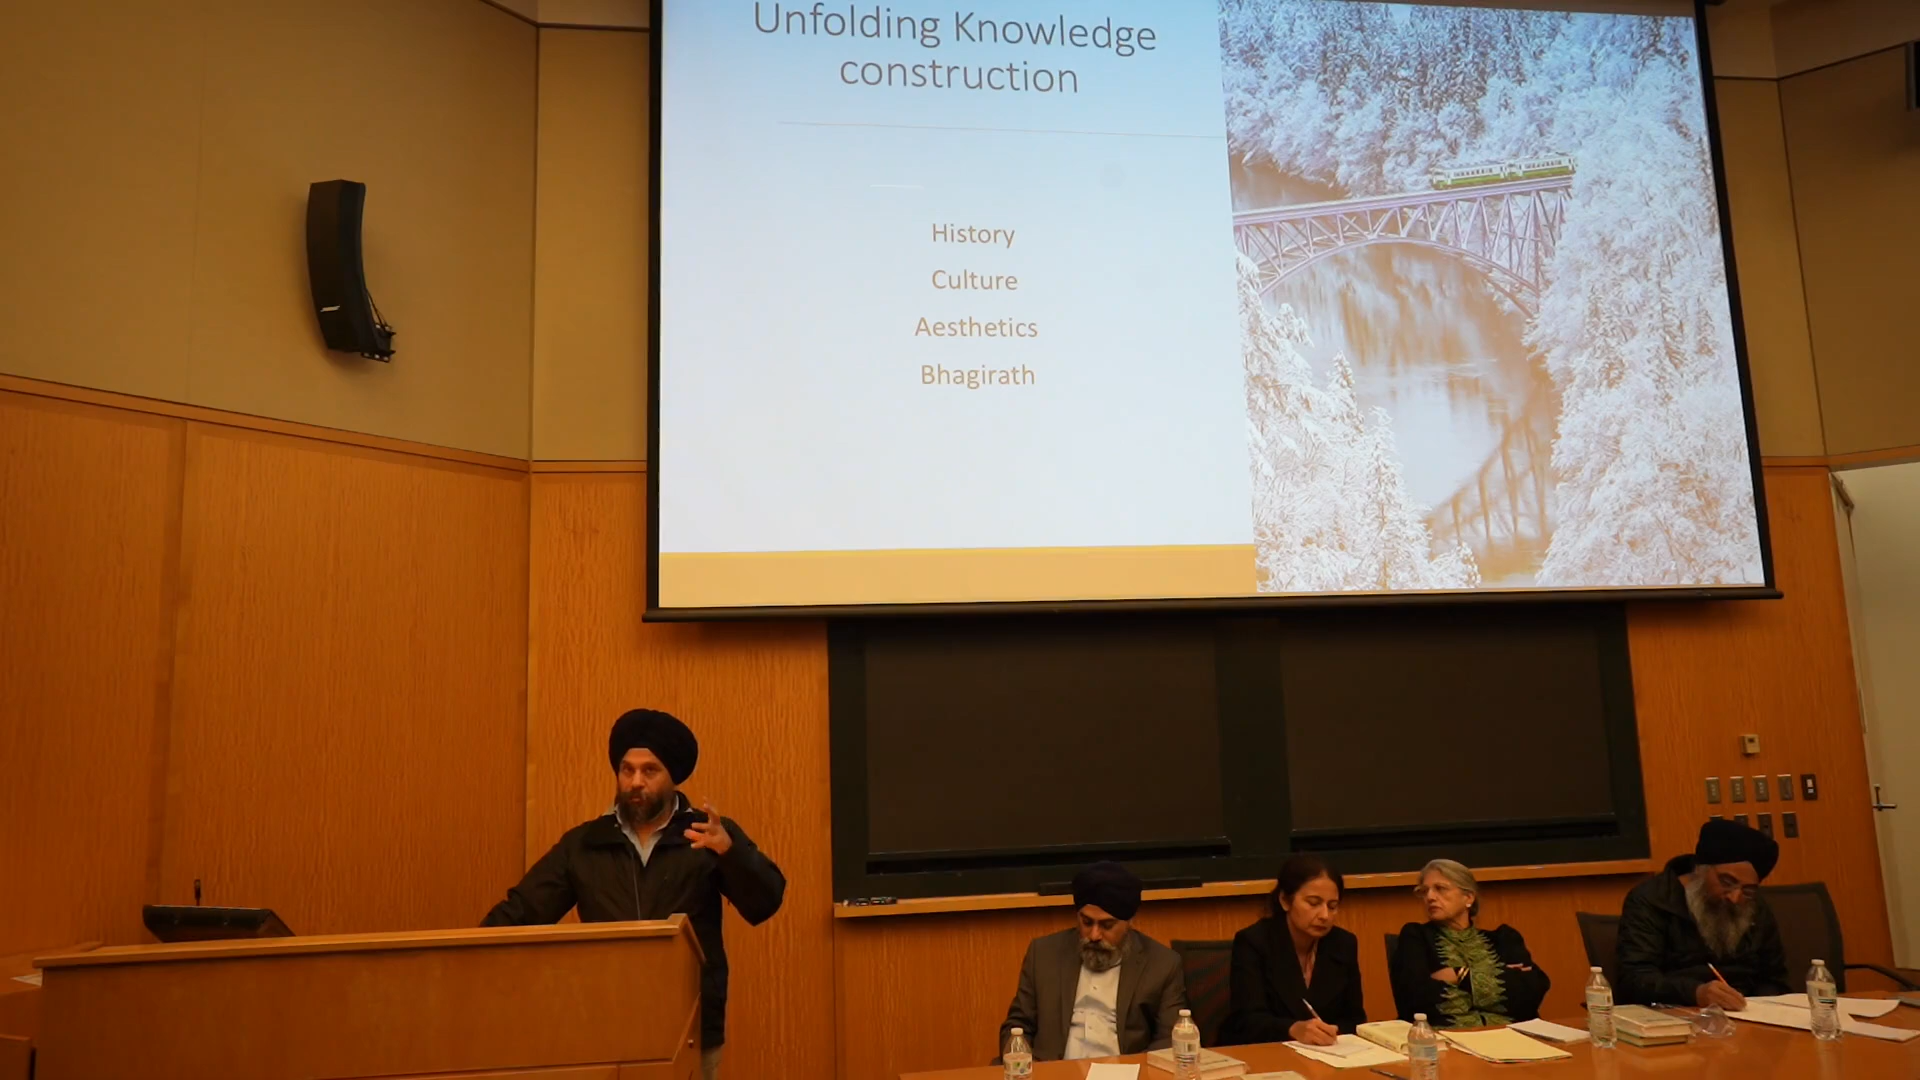 Unfolding Knowledge
construction
History
Culture
Aesthetics
Bhagirath